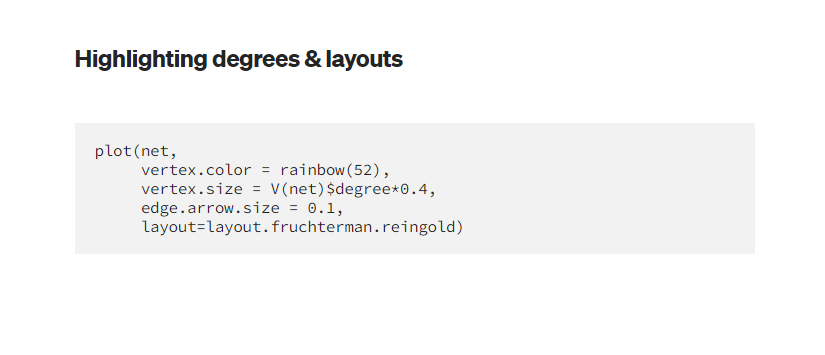 Highlighting degrees & layouts
plot(net,
vertex.color = rainbow(52),
vertex.size = V(net)$degree*0.4,
edge.arrow.size = 0.1,
layout=layout.fruchterman.reingold)